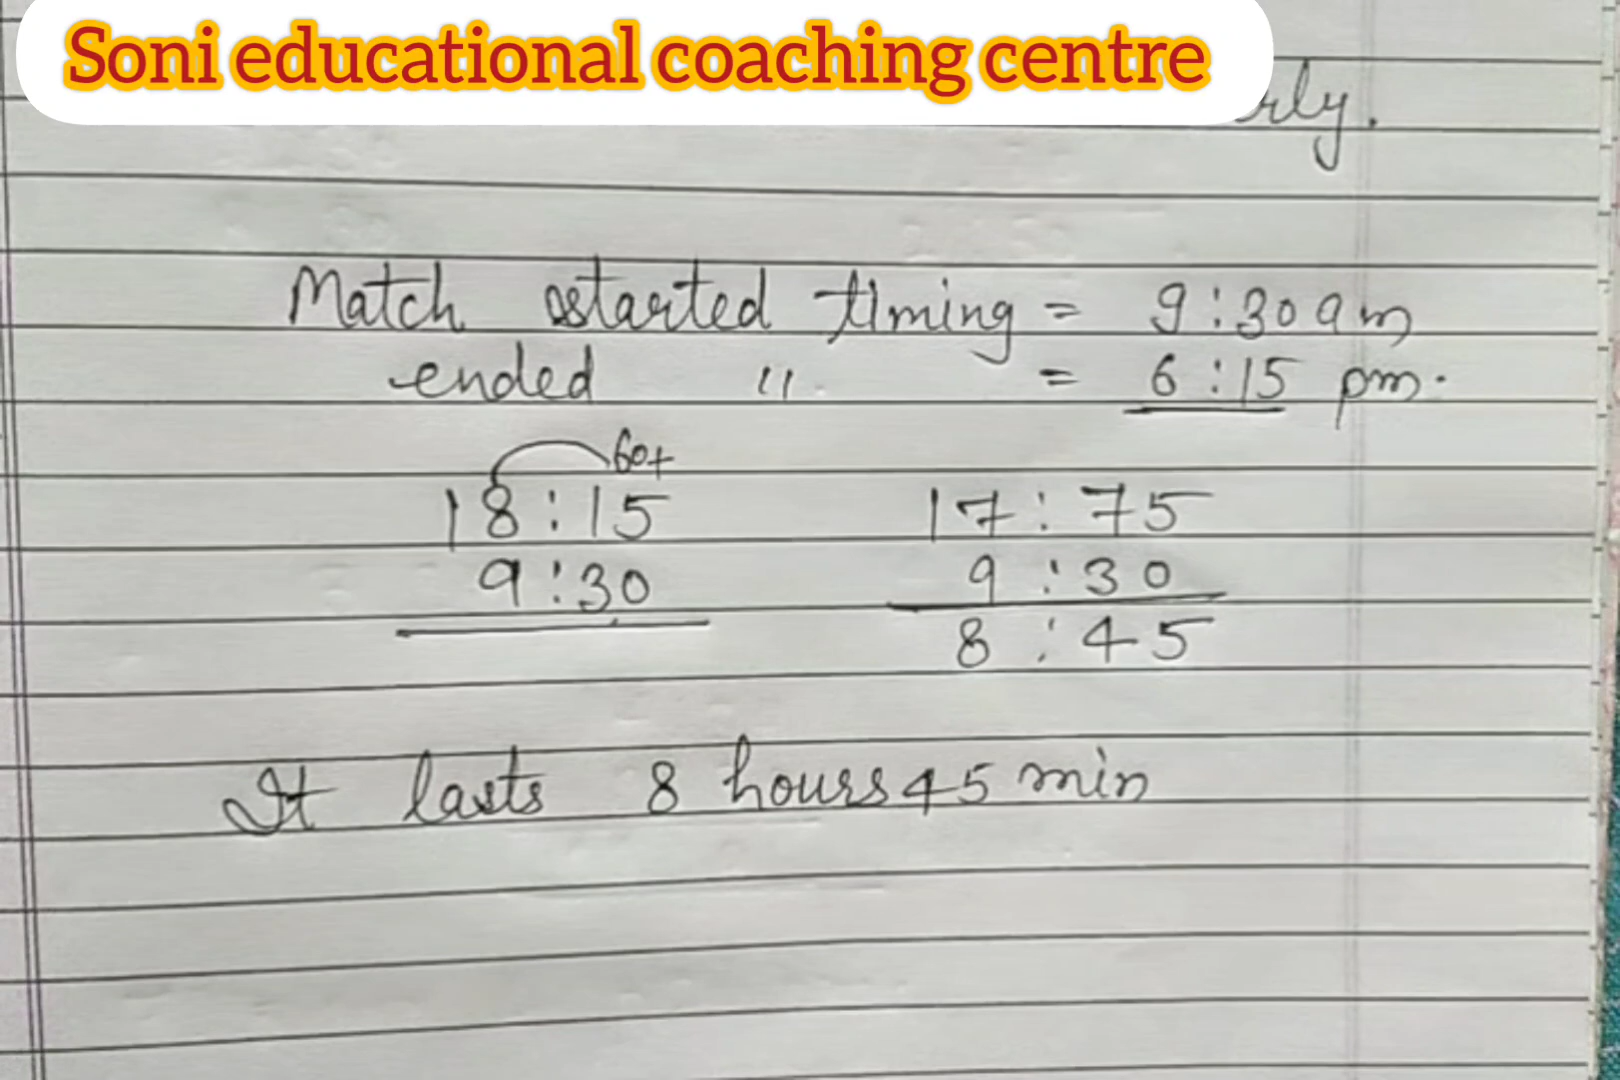 Soni educational coaching centre
Match started timing = 9:30 am
ended " = 6:15 pm.
60+
18:15 17:75
9:30 9:30
8:45
It lasts 8 hours 45 min